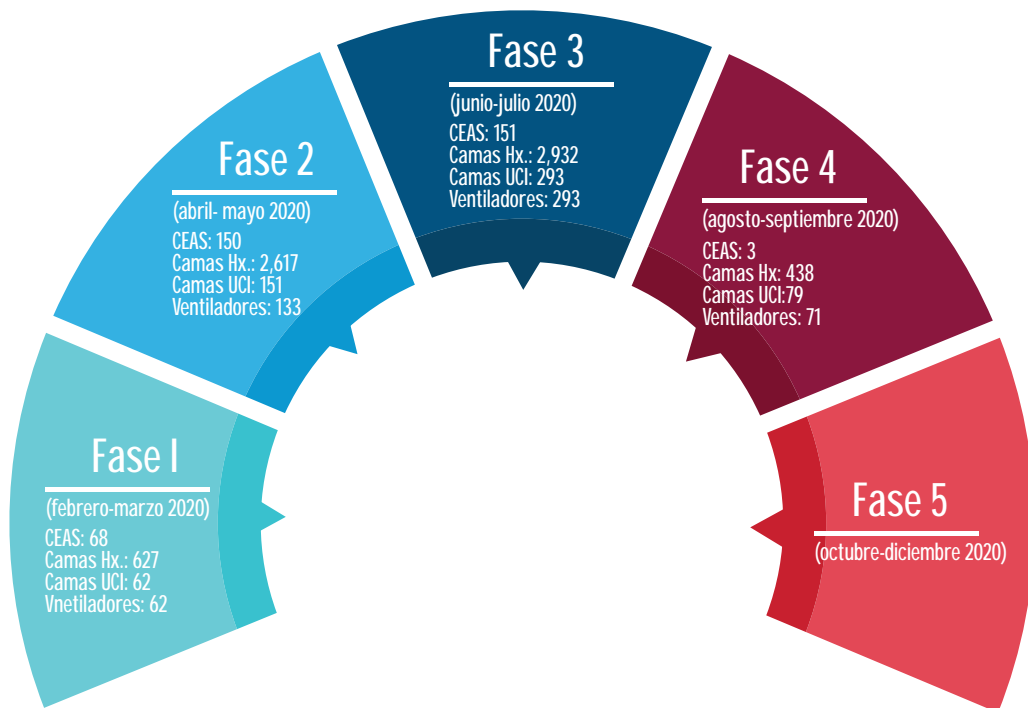 Fase 1
(febrero-marzo 2020)
CEAS: 68
Camas Hx.: 627
Camas UCI: 62
Vnetiladores: 62
Fase 2
(abril- mayo 2020)
CEAS: 150
Camas Hx.: 2,617
Camas UCI: 151
Ventiladores: 133
Fase 3
(junio-julio 2020)
CEAS: 151
Camas Hx.: 2,932
Camas UCI: 293
Ventiladores: 293
Fase 4
(agosto-septiembre 2020)
CEAS: 3
Camas Hx: 438
Camas UCI:79
Ventiladores: 71
Fase 5
(octubre-diciembre 2020)